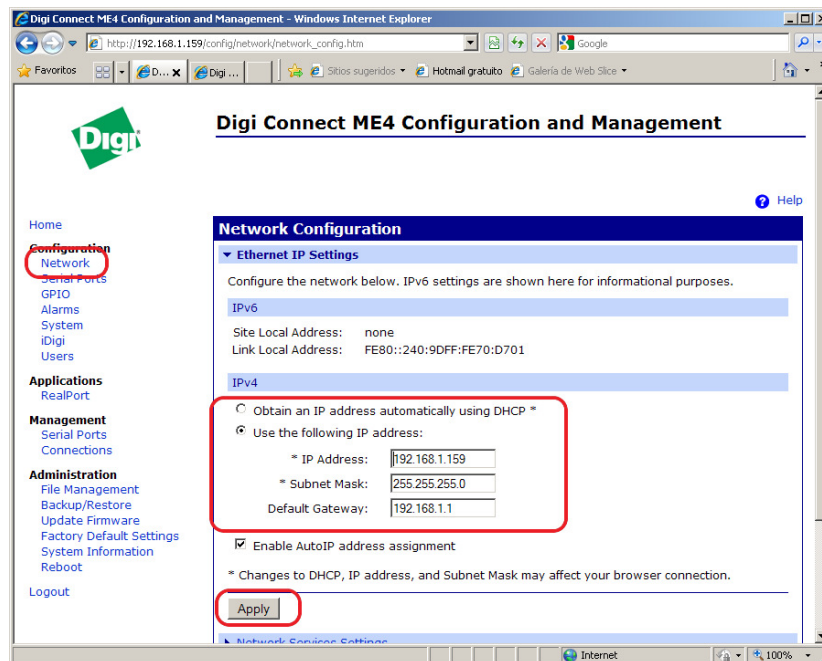 Digi Connect ME4 Configuration and Management - Windows Internet Explorer
http://192.168.1.159/config/network/network_config.htm
Google
Favoritos
D...
Digi ...
Sitios sugeridos
Hotmail gratuito
Galería de Web Slice
Digi
Digi Connect ME4 Configuration and Management
Help
Home
Configuration
Network
Serial Ports
GPIO
Alarms
System
iDigi
Users
Applications
RealPort
Management
Serial Ports
Connections
Administration
File Management
Backup/Restore
Update Firmware
Factory Default Settings
System Information
Reboot
Logout
Network Configuration
Ethernet IP Settings
Configure the network below. IPv6 settings are shown here for informational purposes.
IPv6
Site Local Address: none
Link Local Address: FE80::240:9DFF:FE70:D701
IPv4
Obtain an IP address automatically using DHCP *
Use the following IP address:
* IP Address: 192.168.1.159
* Subnet Mask: 255.255.255.0
Default Gateway: 192.168.1.1
Enable AutoIP address assignment
* Changes to DHCP, IP address, and Subnet Mask may affect your browser connection.
Apply
Network Services Settings
Internet
100%